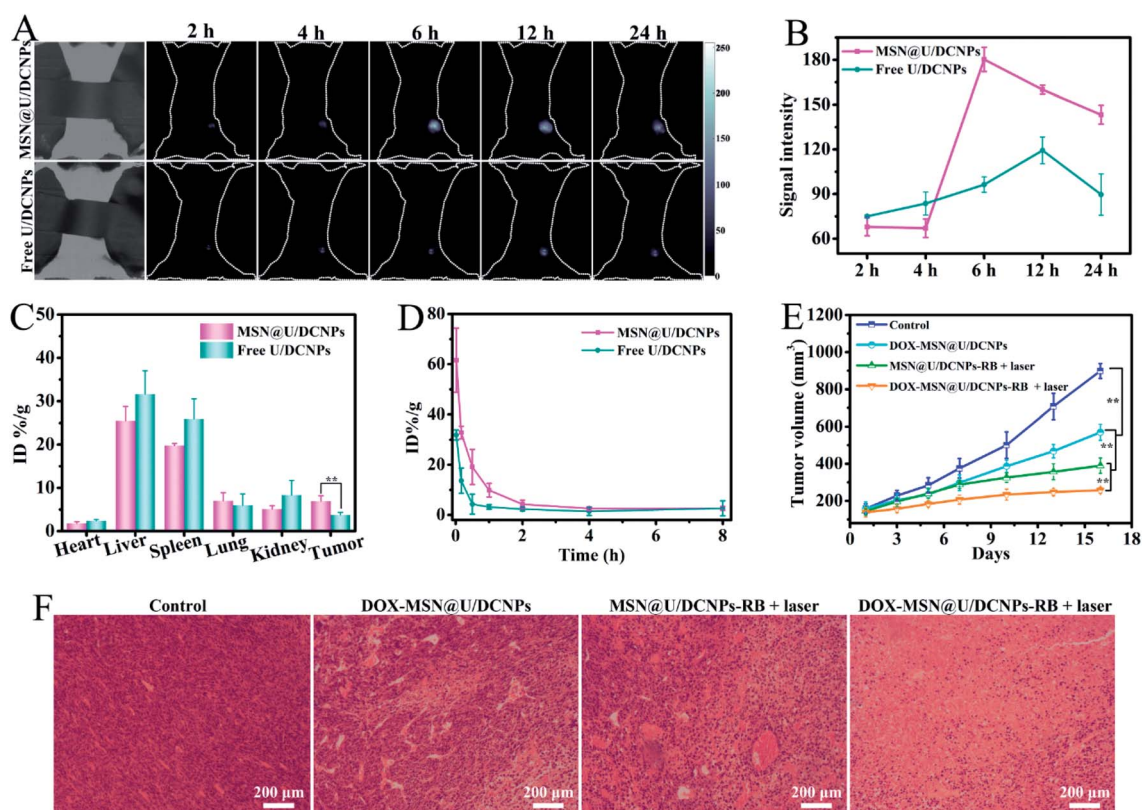 A
2 h 4 h 6 h 12 h 24 h
MSN@U/DCNPs
Free U/DCNPs
250
200
150
100
50
0
B
MSN@U/DCNPs
Free U/DCNPs
Signal intensity
180
150
120
90
60
2 h 4 h 6 h 12 h 24 h
C
MSN@U/DCNPs
Free U/DCNPs
ID %/g
50
40
30
20
10
0
**
Heart Liver Spleen Lung Kidney Tumor
D
MSN@U/DCNPs
Free U/DCNPs
ID%/g
80
60
40
20
0
0 2 4 6 8
Time (h)
E
Control
DOX-MSN@U/DCNPs
MSN@U/DCNPs-RB + laser
DOX-MSN@U/DCNPs-RB + laser
Tumor volume (mm³)
1200
1000
800
600
400
200
**
**
**
0 3 6 9 12 15 18
Days
F
Control DOX-MSN@U/DCNPs MSN@U/DCNPs-RB + laser DOX-MSN@U/DCNPs-RB + laser
200 µm 200 µm 200 µm 200 µm